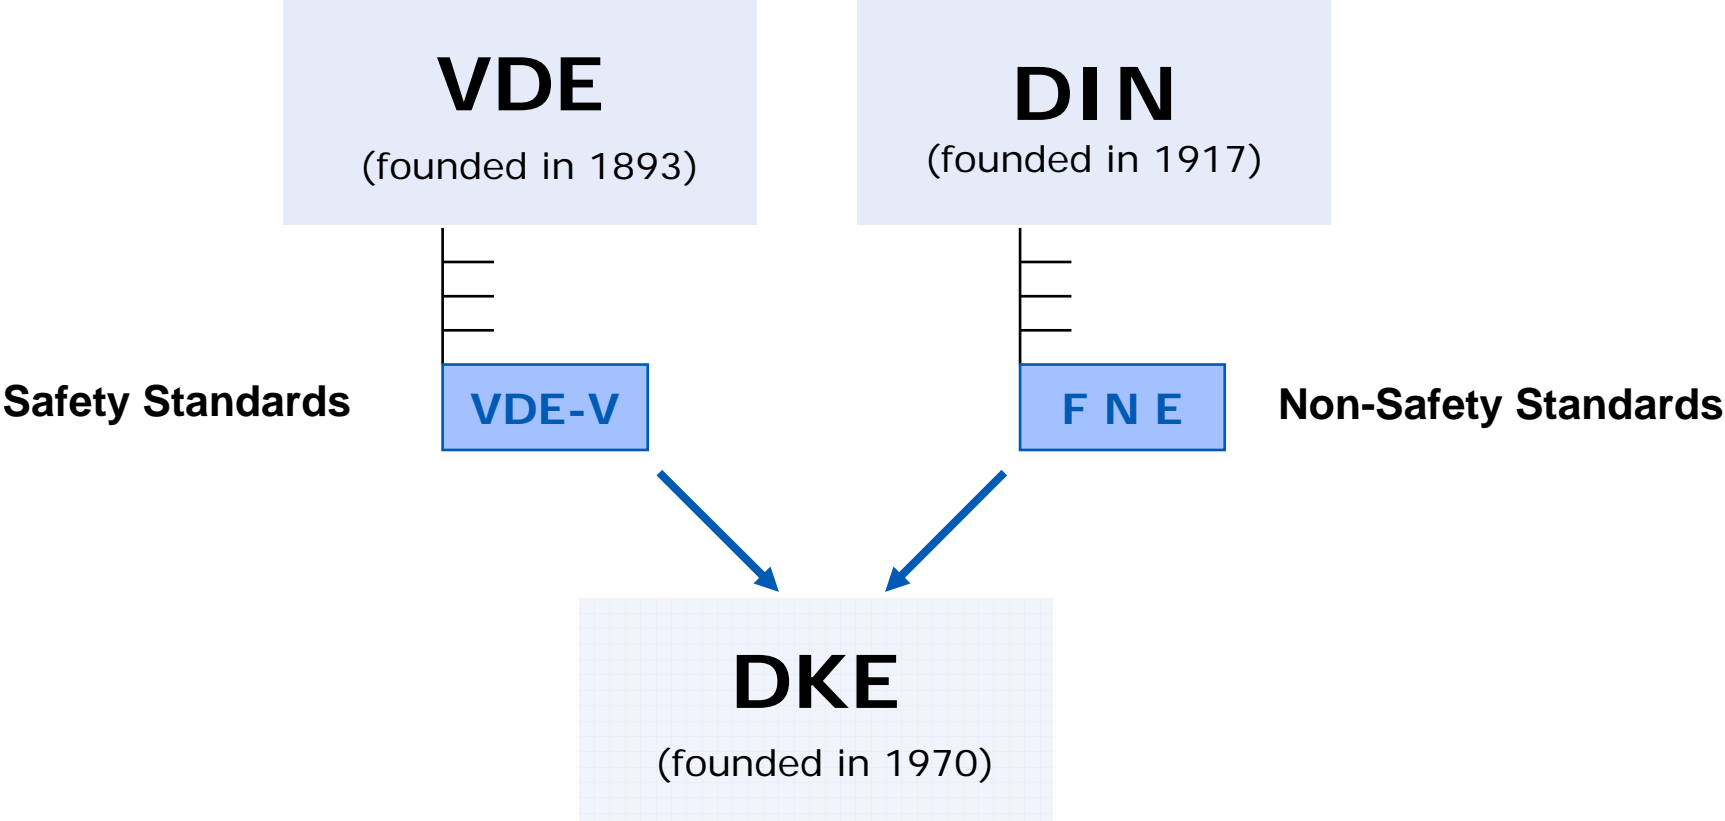 VDE
(founded in 1893)
DIN
(founded in 1917)
Safety Standards
VDE-V
F N E
Non-Safety Standards
DKE
(founded in 1970)